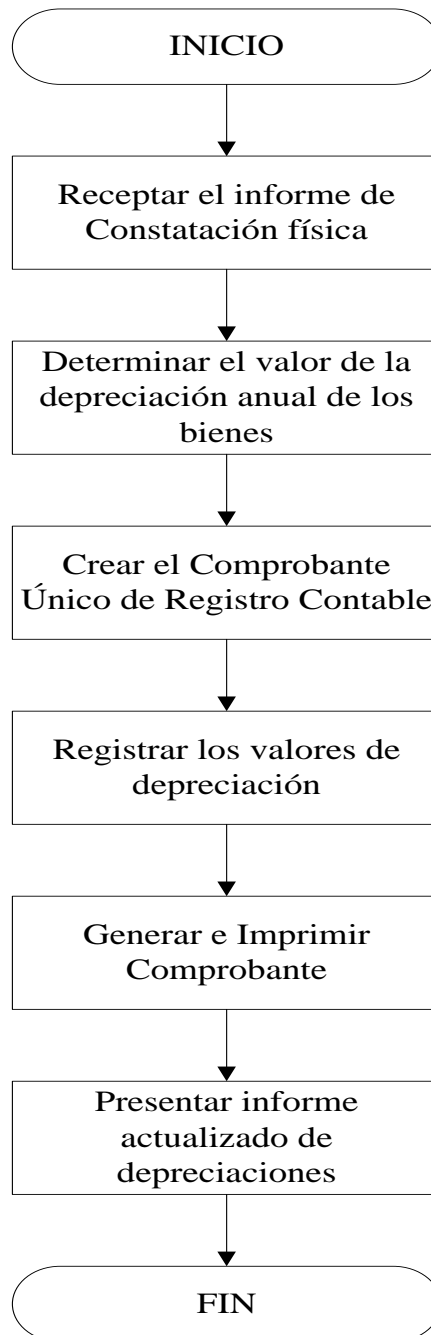 INICIO
Receptar el informe de
Constatación física
Determinar el valor de la
depreciación anual de los
bienes
Crear el Comprobante
Único de Registro Contable
Registrar los valores de
depreciación
Generar e Imprimir
Comprobante
Presentar informe
actualizado de
depreciaciones
FIN